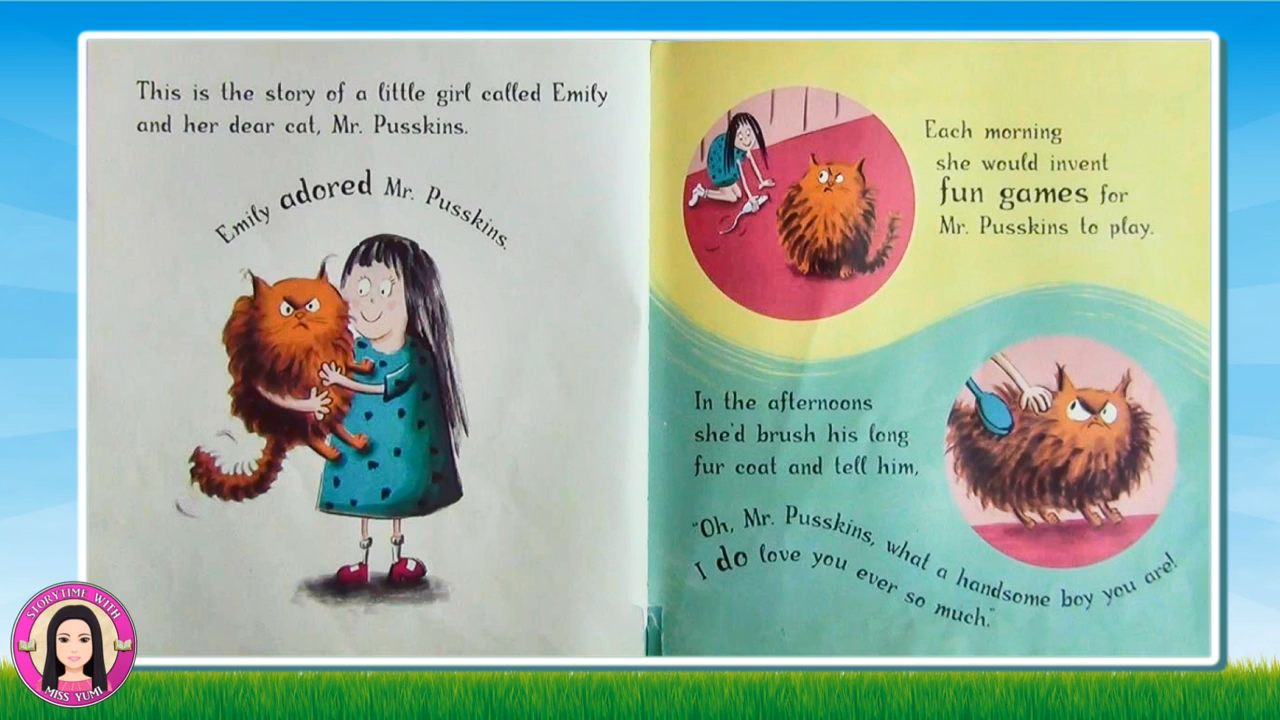 This is the story of a little girl called Emily
and her dear cat, Mr. Pusskins.
Emily adored Mr. Pusskins.
Each morning
she would invent
fun games for
Mr. Pusskins to play.
In the afternoons
she'd brush his long
fur coat and tell him,
"Oh, Mr. Pusskins, what a handsome boy you are!
I do love you ever so much."
STORYTIME WITH
MISS YUMI